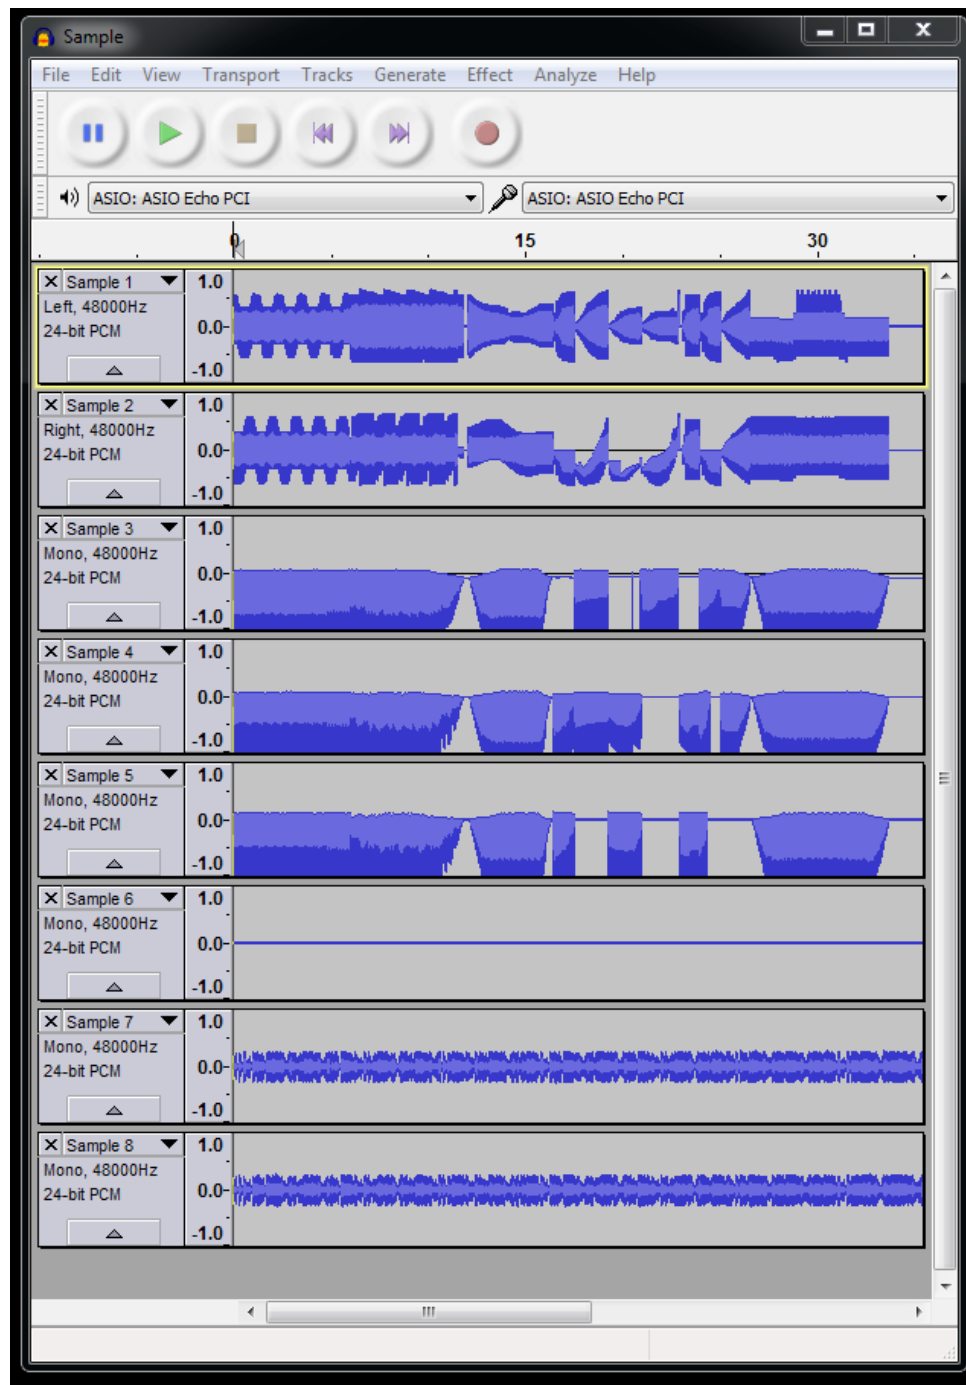 Sample
File Edit View Transport Tracks Generate Effect Analyze Help
ASIO: ASIO Echo PCI ASIO: ASIO Echo PCI
0 15 30
X Sample 1 1.0
Left, 48000Hz
24-bit PCM 0.0-
-1.0
X Sample 2 1.0
Right, 48000Hz
24-bit PCM 0.0-
-1.0
X Sample 3 1.0
Mono, 48000Hz
24-bit PCM 0.0-
-1.0
X Sample 4 1.0
Mono, 48000Hz
24-bit PCM 0.0-
-1.0
X Sample 5 1.0
Mono, 48000Hz
24-bit PCM 0.0-
-1.0
X Sample 6 1.0
Mono, 48000Hz
24-bit PCM 0.0-
-1.0
X Sample 7 1.0
Mono, 48000Hz
24-bit PCM 0.0-
-1.0
X Sample 8 1.0
Mono, 48000Hz
24-bit PCM 0.0-
-1.0